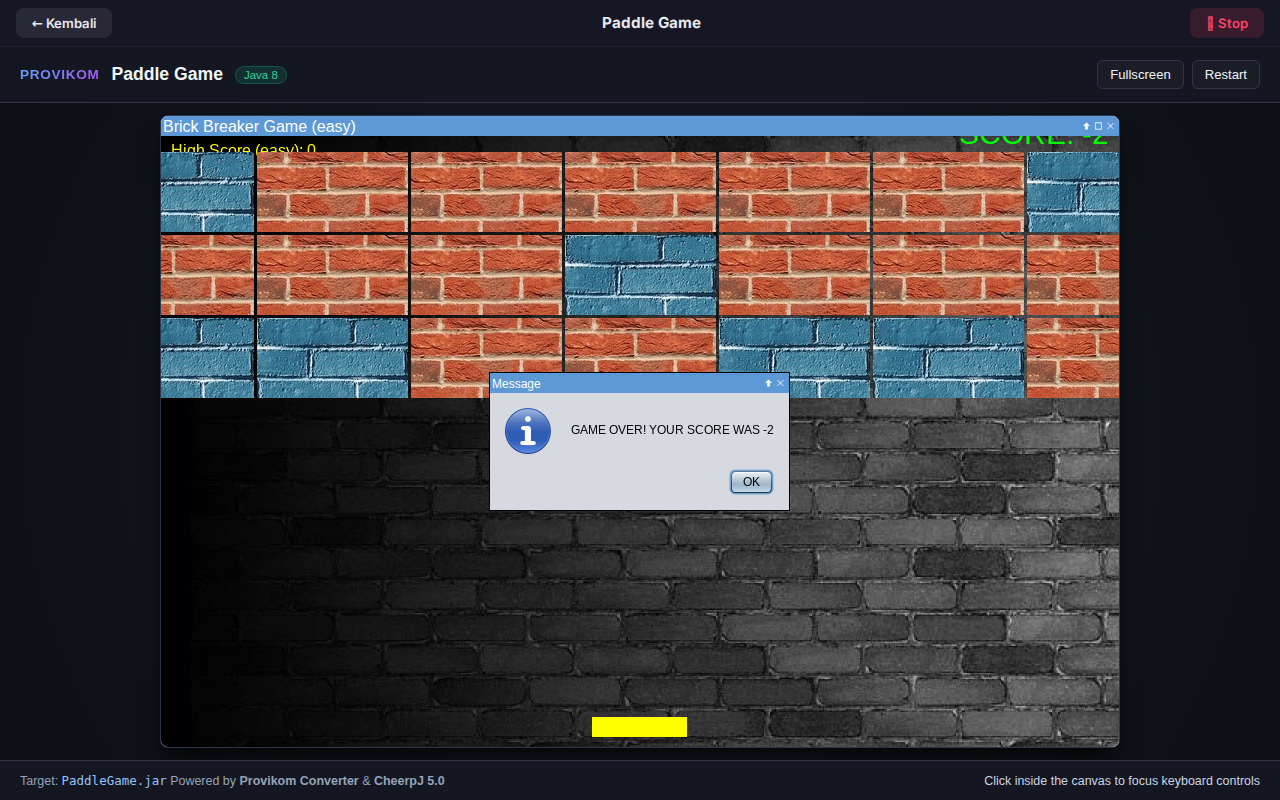 ← Kembali
Paddle Game
Stop
PROVIKOM Paddle Game Java 8
Fullscreen
Restart
Brick Breaker Game (easy)
High Score (easy): 0
SCORE: -2
Message
GAME OVER! YOUR SCORE WAS -2
OK
Target: PaddleGame.jar Powered by Provikom Converter & CheerpJ 5.0
Click inside the canvas to focus keyboard controls